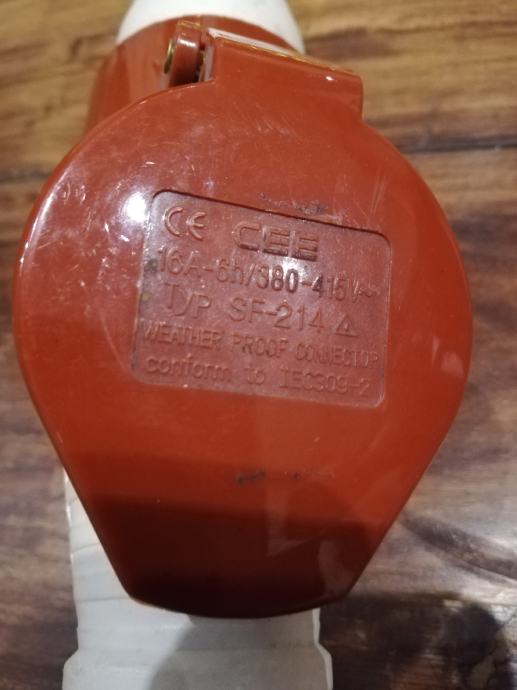 CE CEE
16A-6h/380-415V~
Typ SF-214
WEATHER PROOF CONNECTOR
conform to IEC309-2